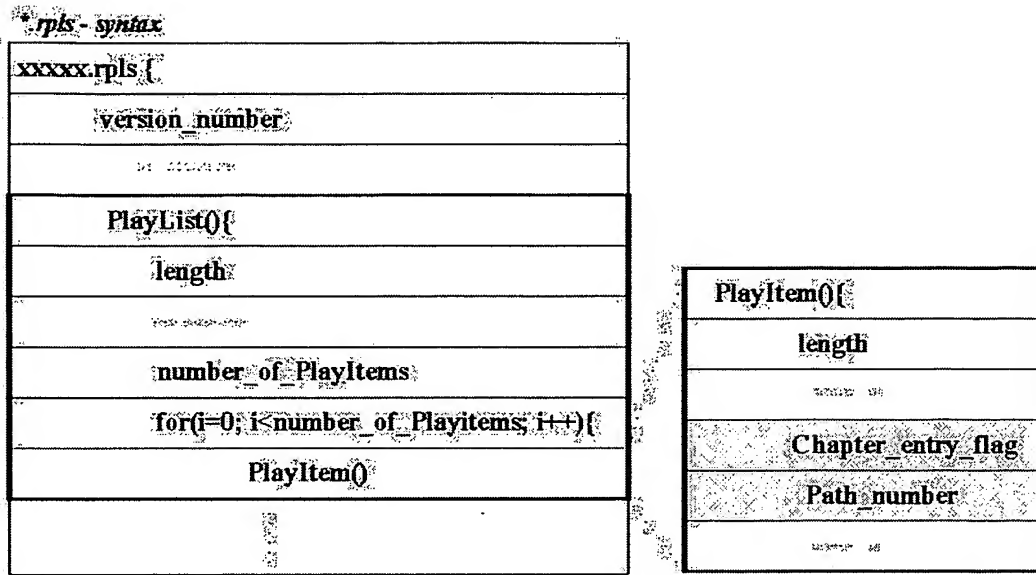 *.rpls - syntax
xxxxx.rpls {
version_number
PlayList(){
length
number_of_PlayItems
for(i=0; i<number_of_Playitems; i++){
PlayItem()
PlayItem(){
length
Chapter_entry_flag
Path_number